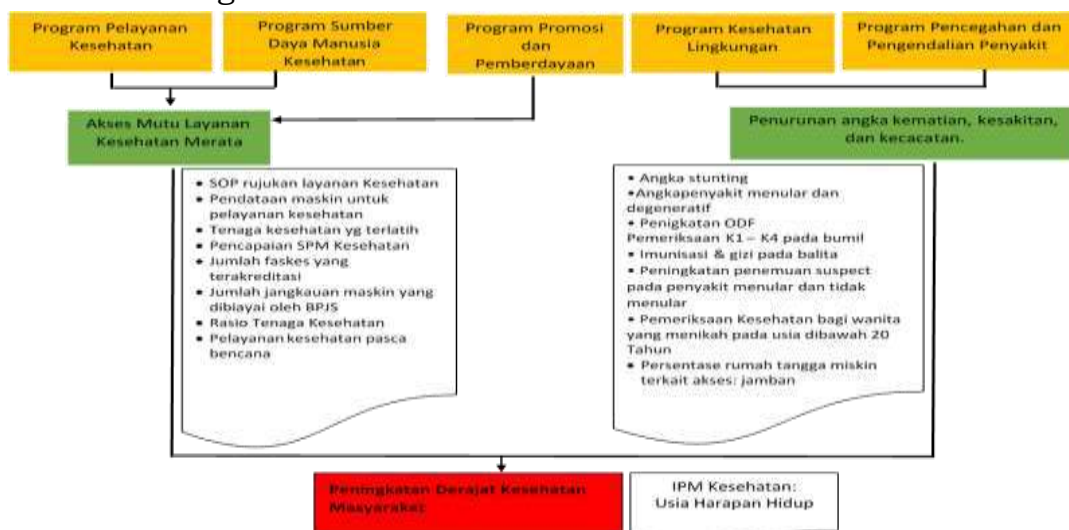 Program Pelayanan
Kesehatan
Program Sumber
Daya Manusia
Kesehatan
Program Promosi
dan
Pemberdayaan
Program Kesehatan
Lingkungan
Program Pencegahan dan
Pengendalian Penyakit
Akses Mutu Layanan
Kesehatan Merata
Penurunan angka kematian, kesakitan,
dan kecacatan.
• SOP rujukan layanan Kesehatan
• Pendataan maskin untuk
pelayanan kesehatan
• Tenaga kesehatan yg terlatih
• Pencapaian SPM Kesehatan
• Jumlah faskes yang
terakreditasi
• Jumlah jangkauan maskin yang
dibiayai oleh BPJS
• Rasio Tenaga Kesehatan
• Pelayanan kesehatan pasca
bencana
• Angka stunting
•Angkapenyakit menular dan
degeneratif
• Penigkatan ODF
Pemeriksaan K1 – K4 pada bumil
• Imunisasi & gizi pada balita
• Peningkatan penemuan suspect
pada penyakit menular dan tidak
menular
• Pemeriksaan Kesehatan bagi wanita
yang menikah pada usia dibawah 20
Tahun
• Persentase rumah tangga miskin
terkait akses: jamban
Peningkatan Derajat Kesehatan
Masyarakat
IPM Kesehatan:
Usia Harapan Hidup